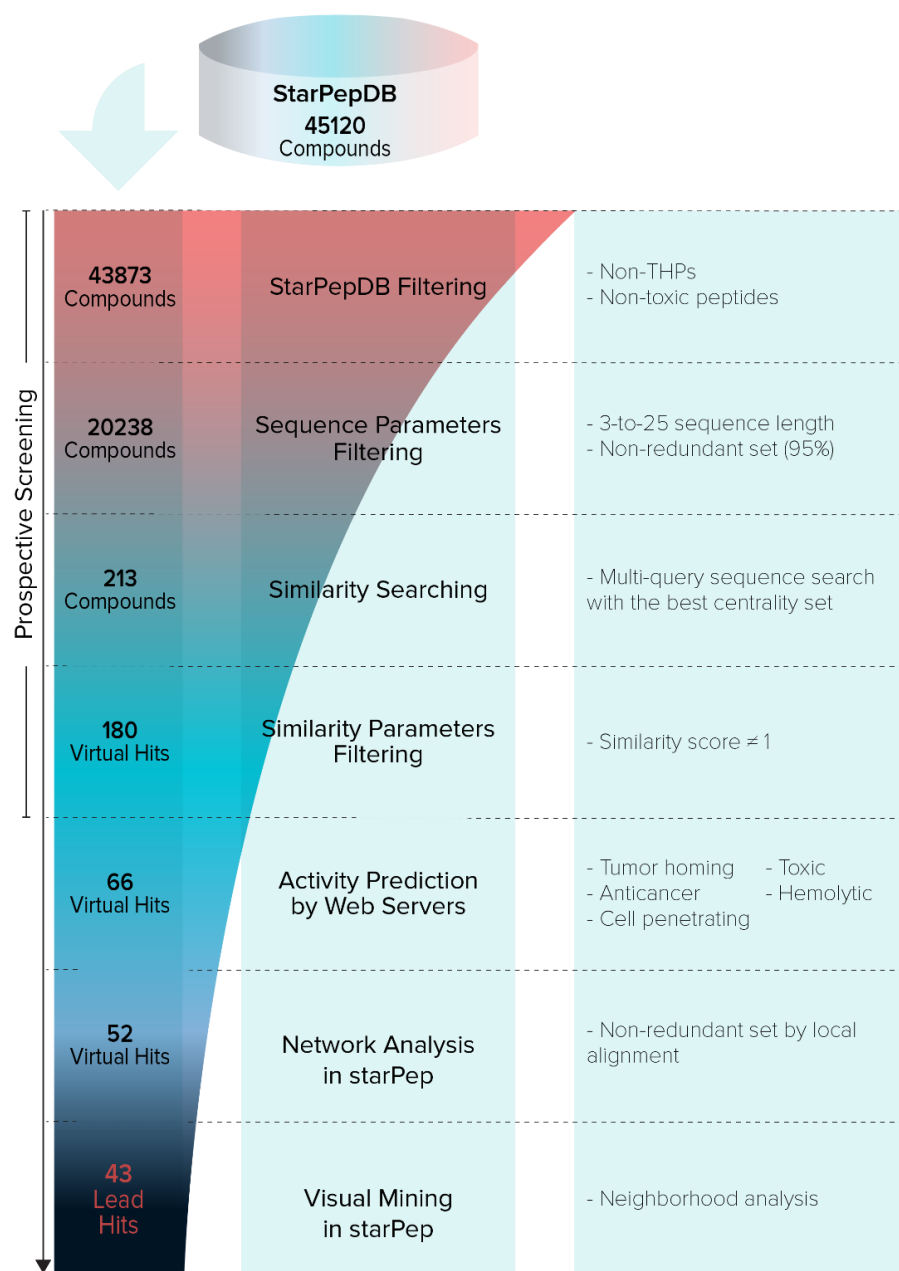 StarPepDB
45120
Compounds
Prospective Screening
43873
Compounds
StarPepDB Filtering
- Non-THPs
- Non-toxic peptides
20238
Compounds
Sequence Parameters
Filtering
- 3-to-25 sequence length
- Non-redundant set (95%)
213
Compounds
Similarity Searching
- Multi-query sequence search
with the best centrality set
180
Virtual Hits
Similarity Parameters
Filtering
- Similarity score ≠ 1
66
Virtual Hits
Activity Prediction
by Web Servers
- Tumor homing - Toxic
- Anticancer - Hemolytic
- Cell penetrating
52
Virtual Hits
Network Analysis
in starPep
- Non-redundant set by local
alignment
43
Lead
Hits
Visual Mining
in starPep
- Neighborhood analysis